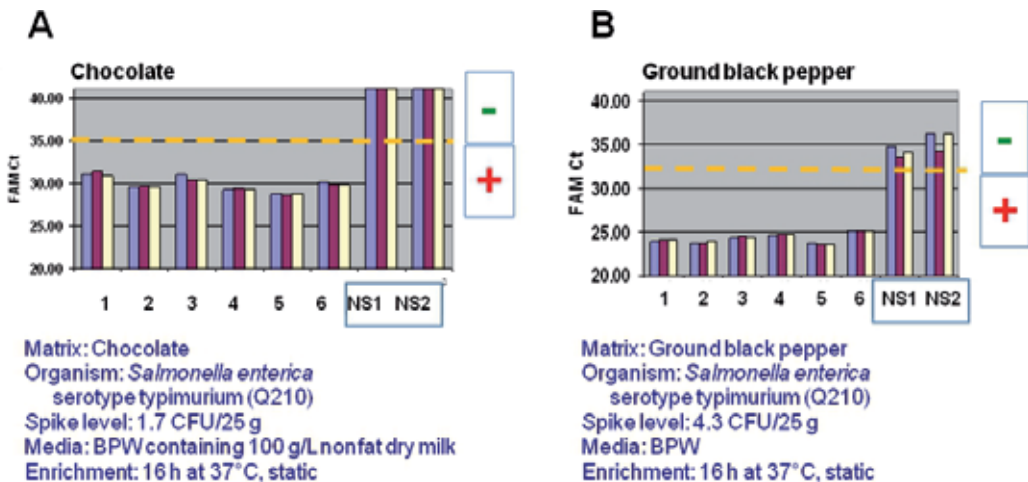 A
Chocolate
40.00
35.00
30.00
25.00
20.00
FAM Ct
1 2 3 4 5 6 NS1 NS2
-
+
Matrix: Chocolate
Organism: Salmonella enterica
serotype typimurium (Q210)
Spike level: 1.7 CFU/25 g
Media: BPW containing 100 g/L nonfat dry milk
Enrichment: 16 h at 37°C, static
B
Ground black pepper
40.00
35.00
30.00
25.00
20.00
FAM Ct
1 2 3 4 5 6 NS1 NS2
-
+
Matrix: Ground black pepper
Organism: Salmonella enterica
serotype typimurium (Q210)
Spike level: 4.3 CFU/25 g
Media: BPW
Enrichment: 16 h at 37°C, static